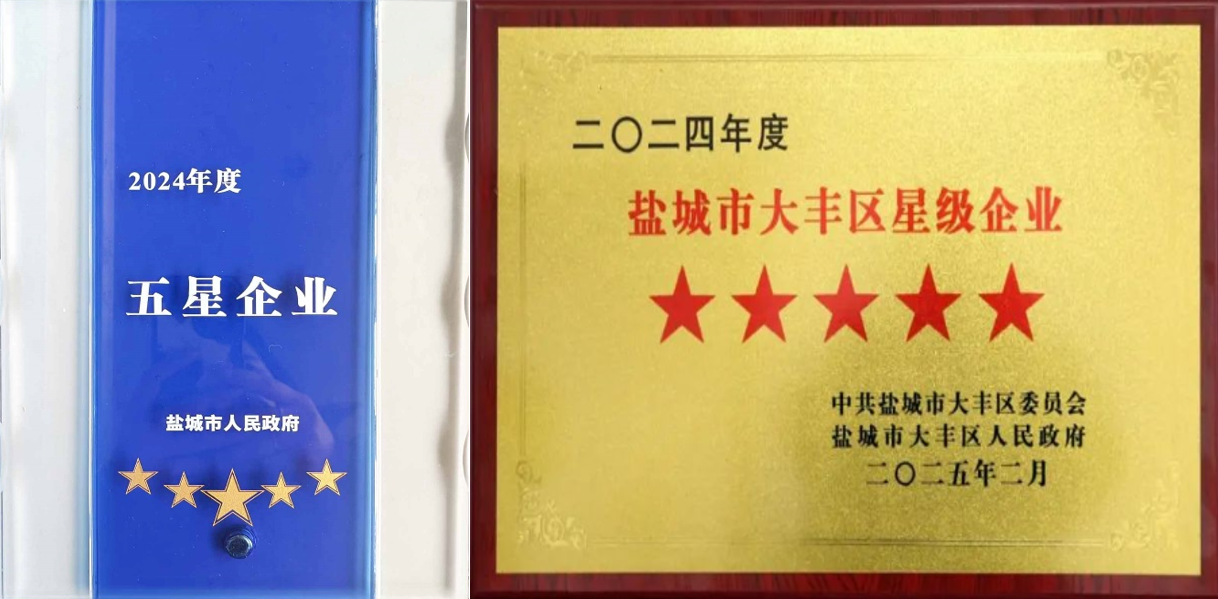 2024年度
五星企业
盐城市人民政府
二〇二四年度
盐城市大丰区星级企业
中共盐城市大丰区委员会
盐城市大丰区人民政府
二〇二五年二月